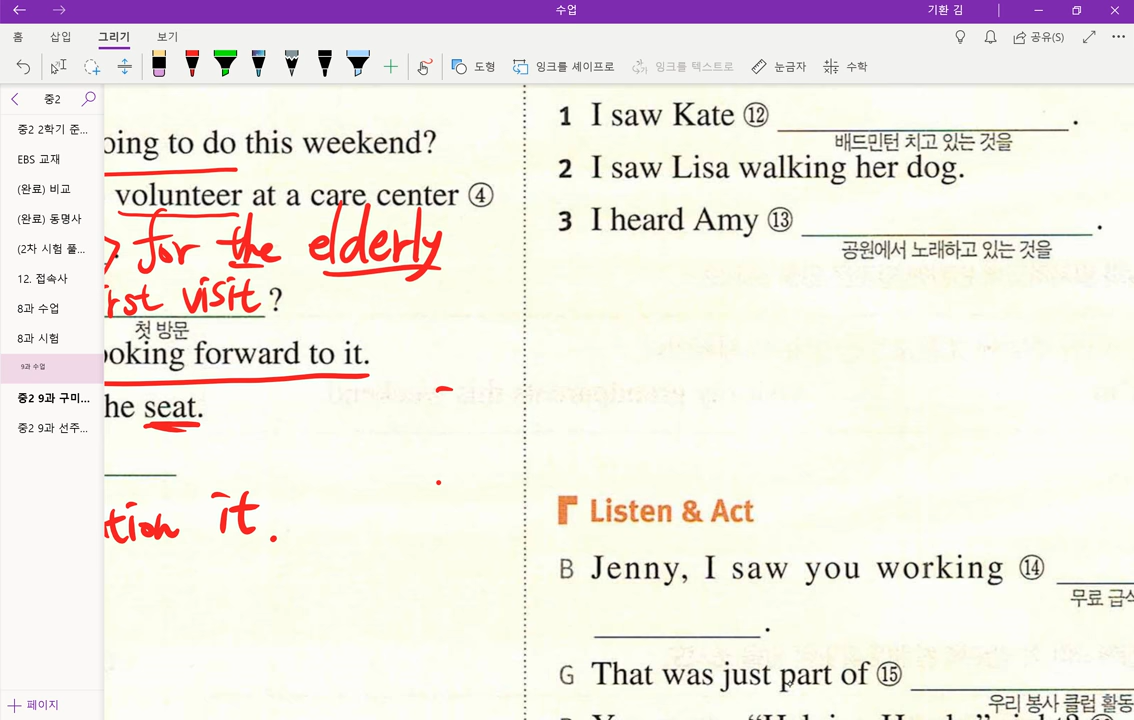 수업
기환 김
홈 삽입 그리기 보기
공유(S)
도형 잉크를 셰이프로 잉크를 텍스트로 눈금자 수학
중2
중2 2학기 준...
EBS 교재
(완료) 비교
(완료) 동명사
(2차 시험 풀...
12. 접속사
8과 수업
8과 시험
9과 수업
중2 9과 구미...
중2 9과 선주...
페이지
oing to do this weekend?
volunteer at a care center ④
for the elderly
rst visit ?
첫 방문
ooking forward to it.
he seat.
tion it.
1 I saw Kate ⑫ .
배드민턴 치고 있는 것을
2 I saw Lisa walking her dog.
3 I heard Amy ⑬ .
공원에서 노래하고 있는 것을
Listen & Act
B Jenny, I saw you working ⑭
무료 급식
.
G That was just part of ⑮
우리 봉사 클럽 활동